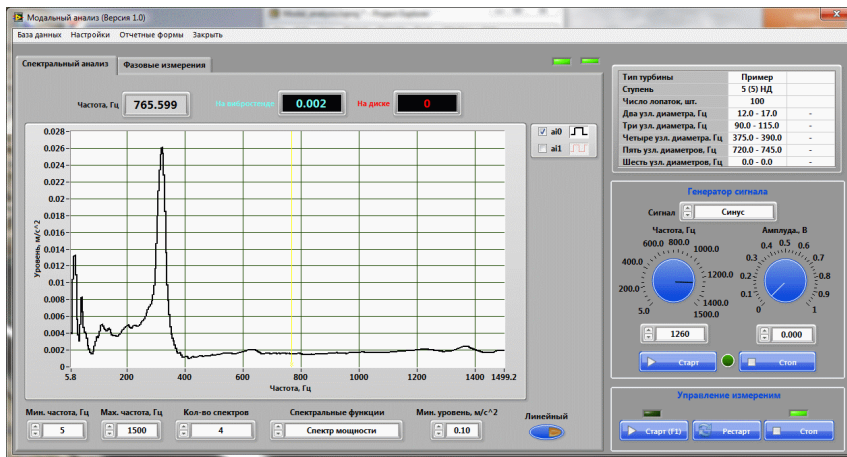 Модальный анализ (Версия 1.0)
База данных Настройки Отчетные формы Закрыть
Спектральный анализ Фазовые измерения
Частота, Гц 765.599 На вибростенде 0.002 На диске 0
0.028
0.026
0.024
0.022
0.02
0.018
0.016
0.014
0.012
0.01
0.008
0.006
0.004
0.002
0
Уровень, м/с^2
5.8 200 400 600 800 1000 1200 1400 1499.2
Частота, Гц
ai0
ai1
Мин. частота, Гц Мах. частота, Гц Кол-во спектров Спектральные функции Мин. уровень, м/с^2 Линейный
5 1500 4 Спектр мощности 0.10
Тип турбины Пример
Ступень 5 (5) НД
Число лопаток, шт. 100
Два узл. диаметра, Гц 12.0 - 17.0 -
Три узл. диаметра, Гц 90.0 - 115.0 -
Четыре узл. диаметра. Гц 375.0 - 390.0 -
Пять узл. диаметров, Гц 720.0 - 745.0 -
Шесть узл. диаметров, Гц 0.0 - 0.0 -
Генератор сигнала
Сигнал Синус
Частота, Гц Амплуда., В
600.0 800.0 1000.0
400.0 1200.0
200.0 1400.0
5.0 1500.0
0.4 0.5 0.6
0.3 0.7
0.2 0.8
0.1 0.9
0 1
1260 0.000
Старт Стоп
Управление измереним
Старт (F1) Рестарт Стоп